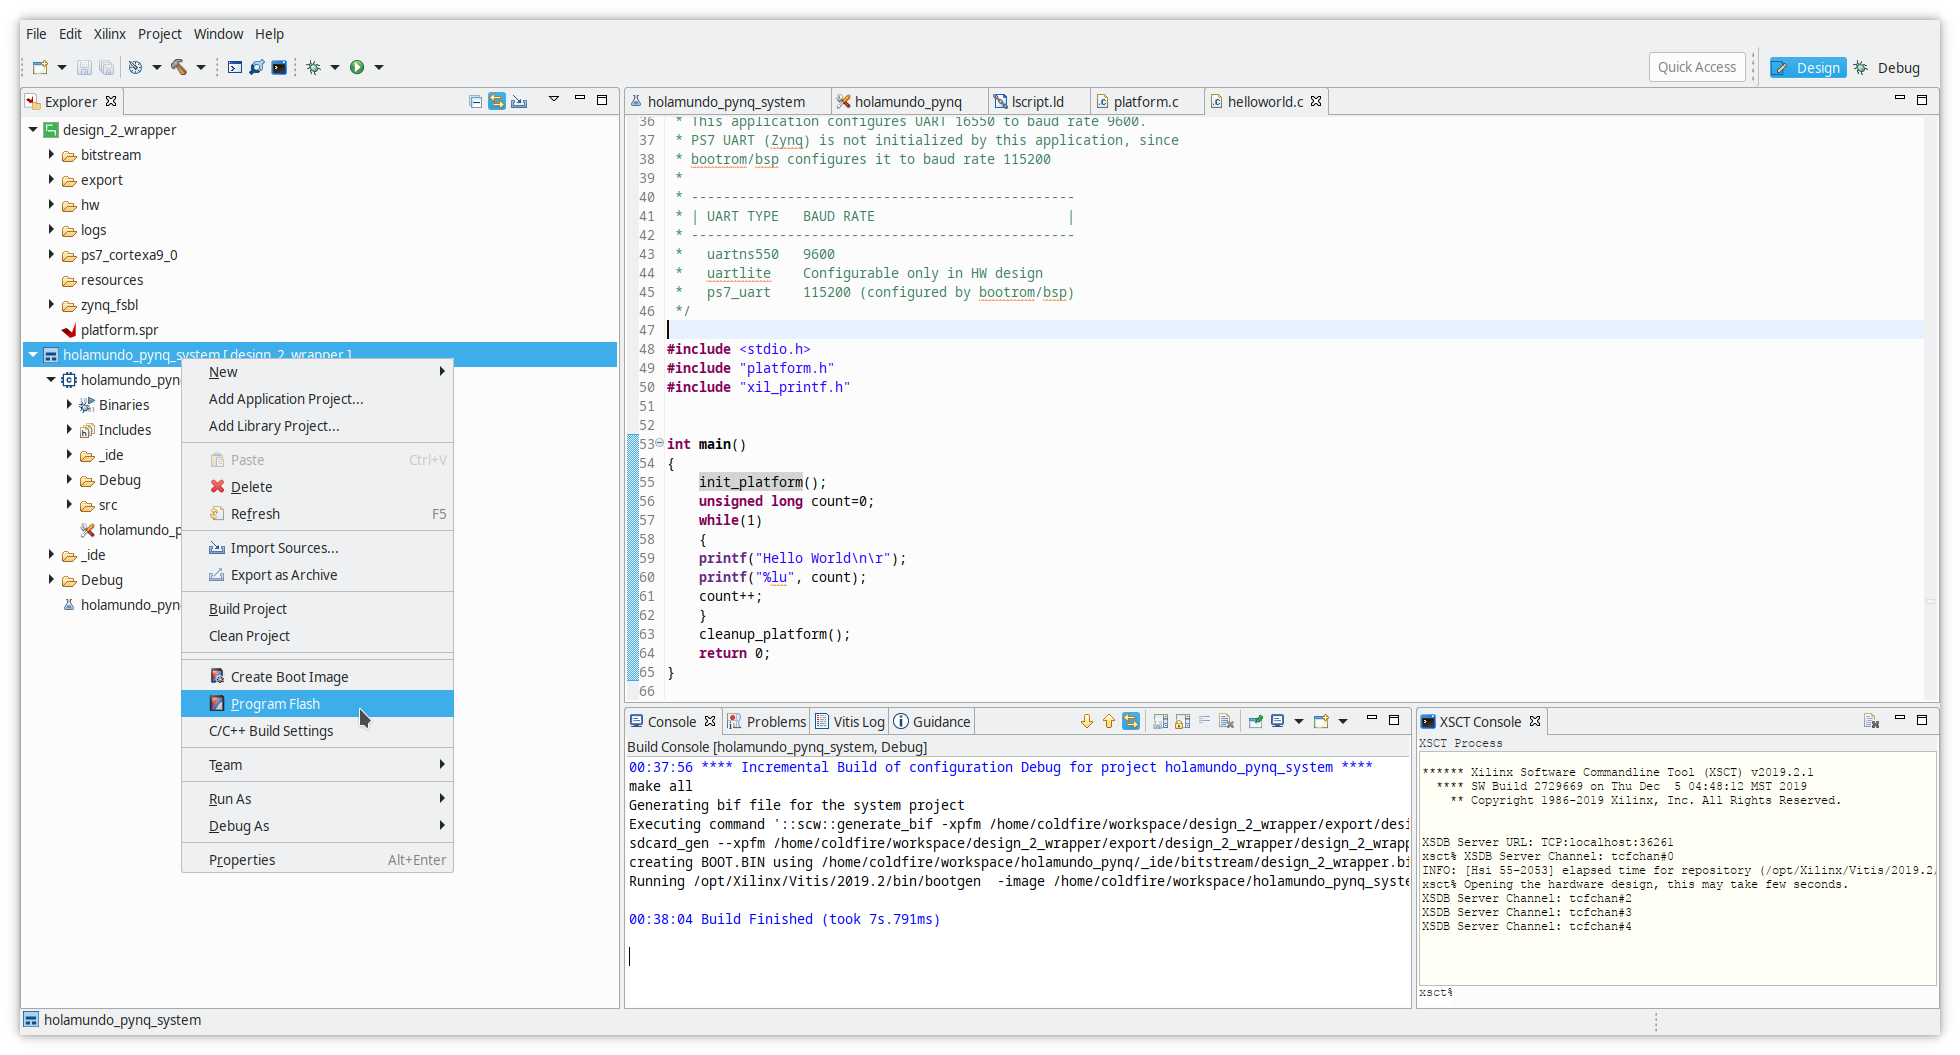 File Edit Xilinx Project Window Help
Quick Access
Design
Debug
Explorer
design_2_wrapper
bitstream
export
hw
logs
ps7_cortexa9_0
resources
zynq_fsbl
platform.spr
holamundo_pynq_system [ design_2_wrapper ]
holamundo_pyn
Binaries
Includes
_ide
Debug
src
holamundo_p
_ide
Debug
holamundo_pyn
New
Add Application Project...
Add Library Project...
Paste Ctrl+V
Delete
Refresh F5
Import Sources...
Export as Archive
Build Project
Clean Project
Create Boot Image
Program Flash
C/C++ Build Settings
Team
Run As
Debug As
Properties Alt+Enter
holamundo_pynq_system
holamundo_pynq
lscript.ld
platform.c
helloworld.c
36 * This application configures UART 16550 to baud rate 9600.
37 * PS7 UART (Zynq) is not initialized by this application, since
38 * bootrom/bsp configures it to baud rate 115200
39 *
40 * ------------------------------------------------
41 * | UART TYPE   BAUD RATE                        |
42 * ------------------------------------------------
43 *   uartns550   9600
44 *   uartlite    Configurable only in HW design
45 *   ps7_uart    115200 (configured by bootrom/bsp)
46 */
47
48 #include <stdio.h>
49 #include "platform.h"
50 #include "xil_printf.h"
51
52
53 int main()
54 {
55     init_platform();
56     unsigned long count=0;
57     while(1)
58     {
59     printf("Hello World\n\r");
60     printf("%lu", count);
61     count++;
62     }
63     cleanup_platform();
64     return 0;
65 }
66
Console
Problems
Vitis Log
Guidance
Build Console [holamundo_pynq_system, Debug]
00:37:56 **** Incremental Build of configuration Debug for project holamundo_pynq_system ****
make all
Generating bif file for the system project
Executing command '::scw::generate_bif -xpfm /home/coldfire/workspace/design_2_wrapper/export/desi
sdcard_gen --xpfm /home/coldfire/workspace/design_2_wrapper/export/design_2_wrapper/design_2_wrapp
creating BOOT.BIN using /home/coldfire/workspace/holamundo_pynq/_ide/bitstream/design_2_wrapper.bi
Running /opt/Xilinx/Vitis/2019.2/bin/bootgen  -image /home/coldfire/workspace/holamundo_pynq_syste
00:38:04 Build Finished (took 7s.791ms)
XSCT Console
XSCT Process
****** Xilinx Software Commandline Tool (XSCT) v2019.2.1
**** SW Build 2729669 on Thu Dec  5 04:48:12 MST 2019
** Copyright 1986-2019 Xilinx, Inc. All Rights Reserved.
XSDB Server URL: TCP:localhost:36261
xsct% XSDB Server Channel: tcfchan#0
INFO: [Hsi 55-2053] elapsed time for repository (/opt/Xilinx/Vitis/2019.2/
xsct% Opening the hardware design, this may take few seconds.
XSDB Server Channel: tcfchan#2
XSDB Server Channel: tcfchan#3
XSDB Server Channel: tcfchan#4
xsct%
holamundo_pynq_system